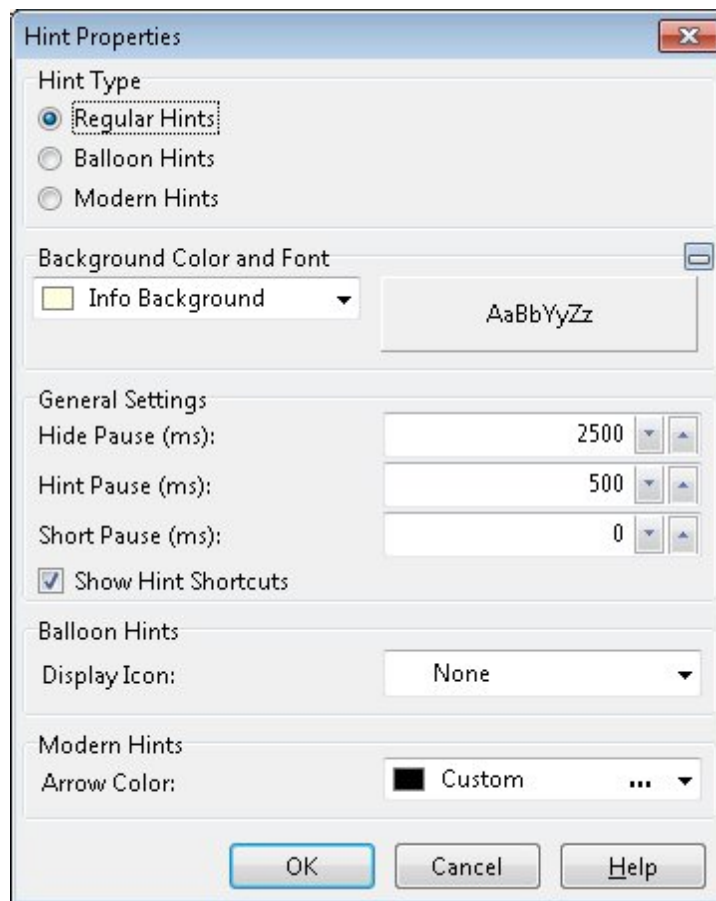 Hint Properties
Hint Type
Regular Hints
Balloon Hints
Modern Hints
Background Color and Font
Info Background
AaBbYyZz
General Settings
Hide Pause (ms): 2500
Hint Pause (ms): 500
Short Pause (ms): 0
Show Hint Shortcuts
Balloon Hints
Display Icon: None
Modern Hints
Arrow Color: Custom ...
OK Cancel Help